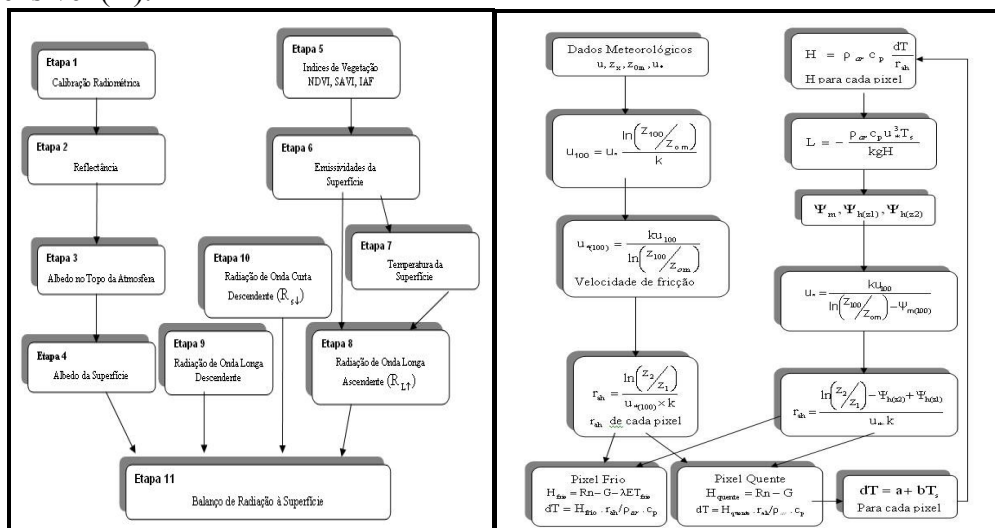 Etapa 1
Calibração Radiométrica
Etapa 2
Reflectância
Etapa 3
Albedo no Topo da Atmosfera
Etapa 4
Albedo da Superfície
Etapa 5
Indices de Vegetação
NDVI, SAVI, IAF
Etapa 6
Emissividades da
Superfície
Etapa 7
Temperatura da
Superfície
Etapa 10
Radiação de Onda Curta
Descendente (R_s↓)
Etapa 9
Radiação de Onda Longa
Descendente
Etapa 8
Radiação de Onda Longa
Ascendente (R_L↑)
Etapa 11
Balanço de Radiação à Superfície
Dados Meteorológicos
u, z_x, z_0m, u_*
u_100 = u_* ln(z_100/z_om) / k
u_*(100) = ku_100 / ln(z_100/z_om)
Velocidade de fricção
r_ah = ln(z_2/z_1) / u_*(100) × k
r_ah de cada pixel
Pixel Frio
H_frio = Rn − G − λET_frio
dT = H_frio . r_ah/ρ_ar . c_p
Pixel Quente
H_quente = Rn − G
dT = H_quente . r_ah/ρ_ar . c_p
dT = a + bT_s
Para cada pixel
H = ρ_ar c_p dT / r_ah
H para cada pixel
L = − ρ_ar c_p u_*^3 T_s / kgH
Ψ_m, Ψ_h(z1), Ψ_h(z2)
u_* = ku_100 / ln(z_100/z_om) − Ψ_m(100)
r_ah = ln(z_2/z_1) − Ψ_h(z2) + Ψ_h(z1) / u_* k